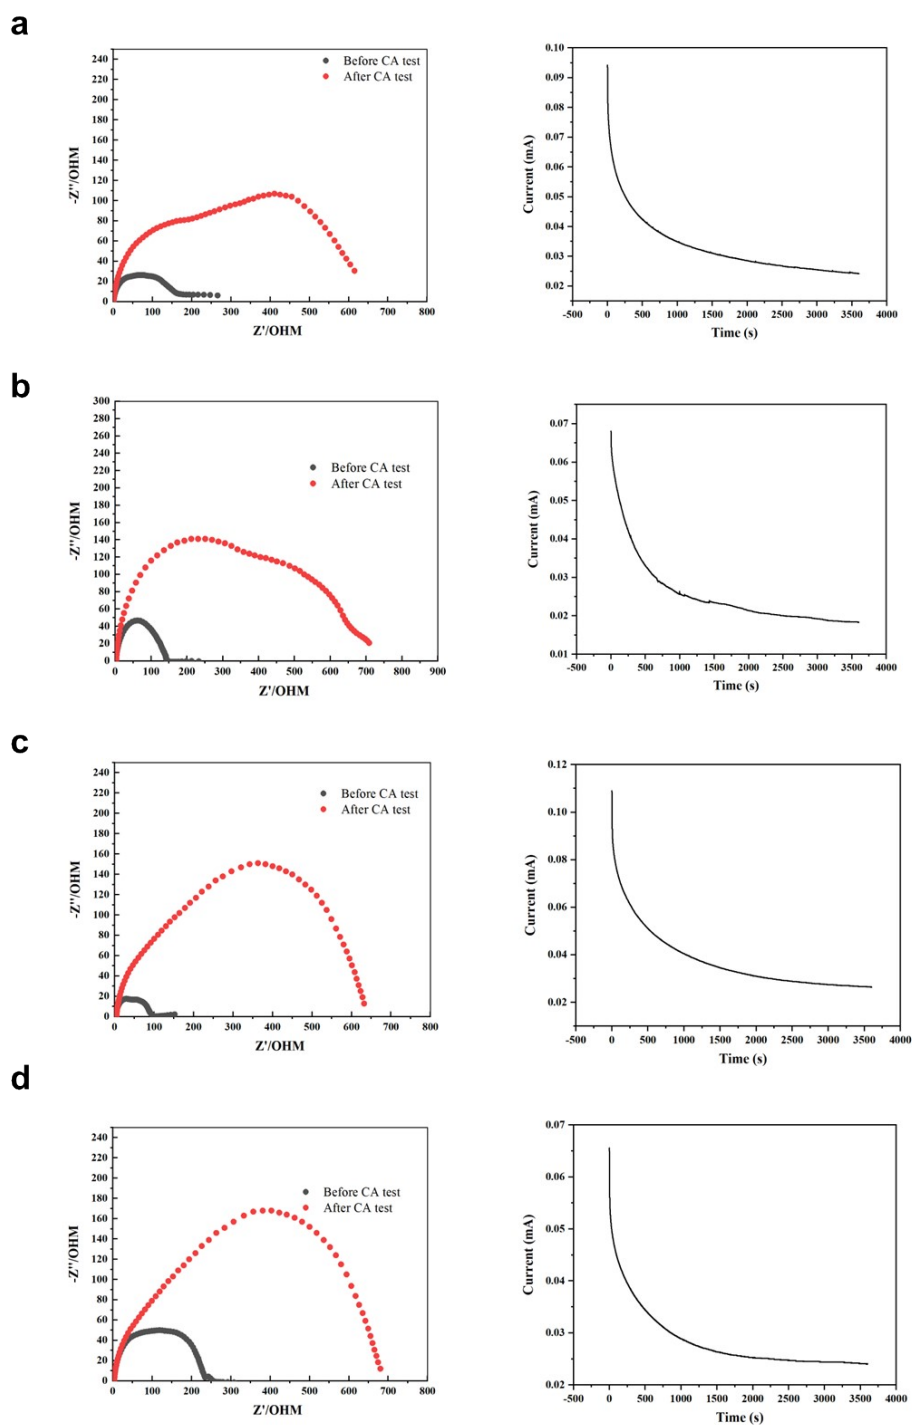 a
240
220
200
180
160
140
120
100
80
60
40
20
0
-Z''/OHM
Before CA test
After CA test
0 100 200 300 400 500 600 700 800
Z'/OHM
0.10
0.09
0.08
0.07
0.06
0.05
0.04
0.03
0.02
Current (mA)
-500 0 500 1000 1500 2000 2500 3000 3500 4000
Time (s)
b
300
280
260
240
220
200
180
160
140
120
100
80
60
40
20
0
-Z''/OHM
Before CA test
After CA test
0 100 200 300 400 500 600 700 800 900
Z'/OHM
0.07
0.06
0.05
0.04
0.03
0.02
0.01
Current (mA)
-500 0 500 1000 1500 2000 2500 3000 3500 4000
Time (s)
c
240
220
200
180
160
140
120
100
80
60
40
20
0
-Z''/OHM
Before CA test
After CA test
0 100 200 300 400 500 600 700 800
Z'/OHM
0.12
0.10
0.08
0.06
0.04
0.02
Current (mA)
-500 0 500 1000 1500 2000 2500 3000 3500 4000
Time (s)
d
240
220
200
180
160
140
120
100
80
60
40
20
0
-Z''/OHM
Before CA test
After CA test
0 100 200 300 400 500 600 700 800
Z'/OHM
0.07
0.06
0.05
0.04
0.03
0.02
Current (mA)
-500 0 500 1000 1500 2000 2500 3000 3500 4000
Time (s)